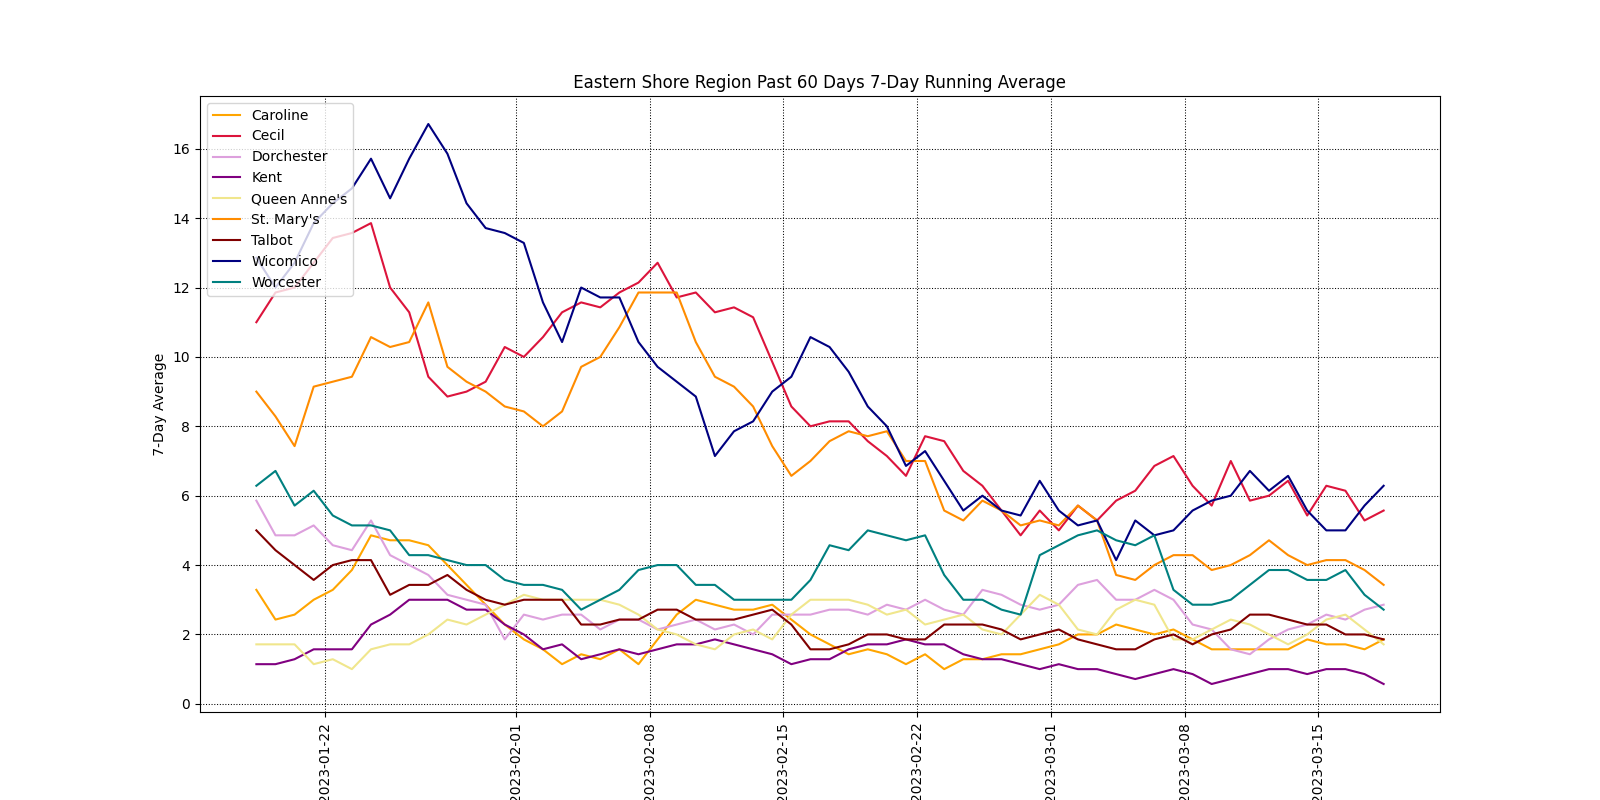 Eastern Shore Region Past 60 Days 7-Day Running Average
Caroline
Cecil
Dorchester
Kent
Queen Anne's
St. Mary's
Talbot
Wicomico
Worcester
7-Day Average
16
14
12
10
8
6
4
2
0
2023-01-22
2023-02-01
2023-02-08
2023-02-15
2023-02-22
2023-03-01
2023-03-08
2023-03-15